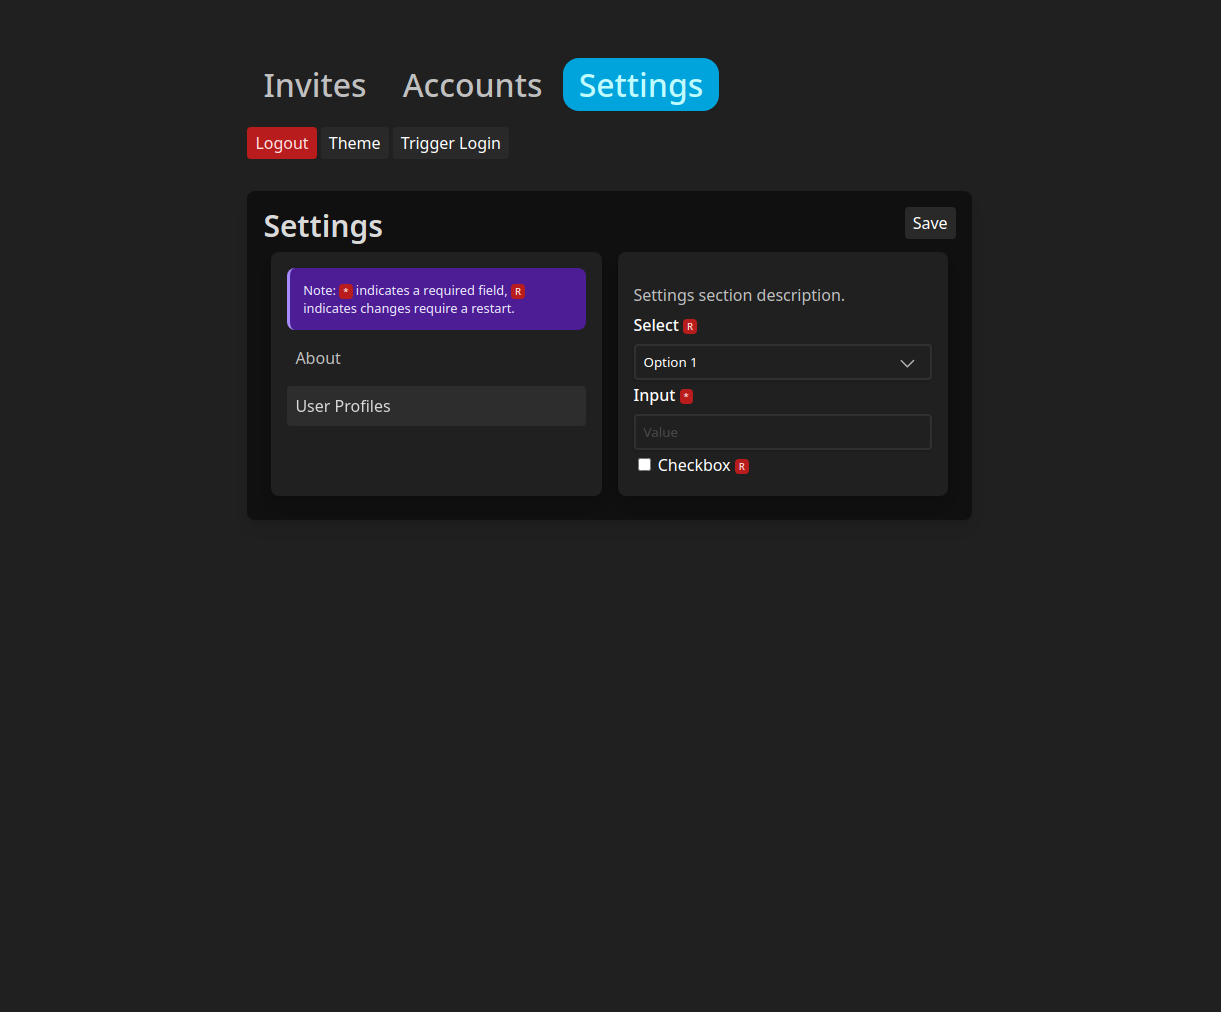 Invites Accounts Settings
Logout Theme Trigger Login
Settings Save
Note: * indicates a required field, R
indicates changes require a restart.
About
User Profiles
Settings section description.
Select R
Option 1
Input *
Value
Checkbox R